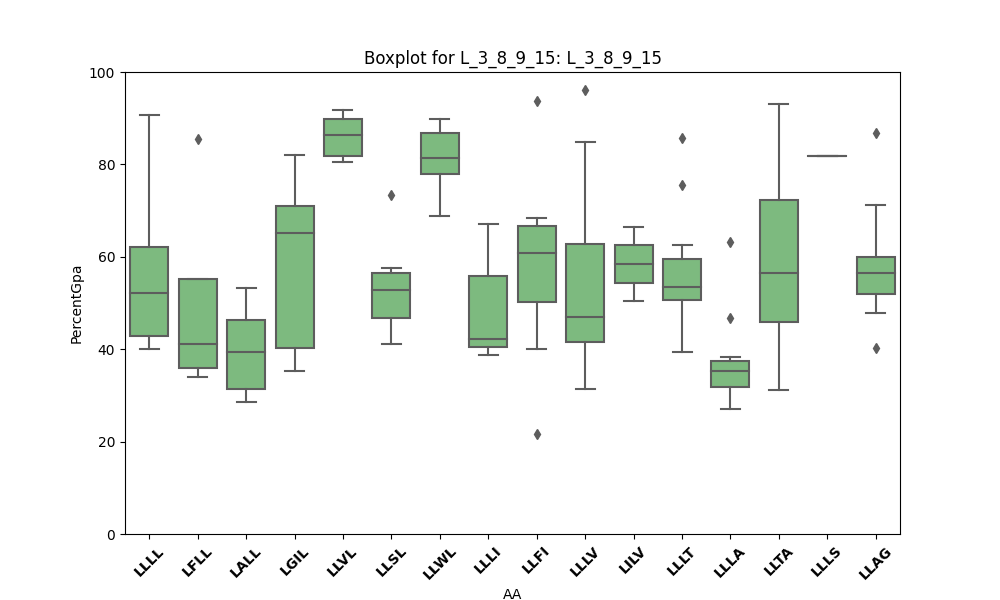 Boxplot for L_3_8_9_15: L_3_8_9_15
100
80
60
40
20
0
PercentGpa
LLLL LFLL LALL LGIL LLVL LLSL LLWL LLLI LLFI LLLV LILV LLLT LLLA LLTA LLLS LLAG
AA